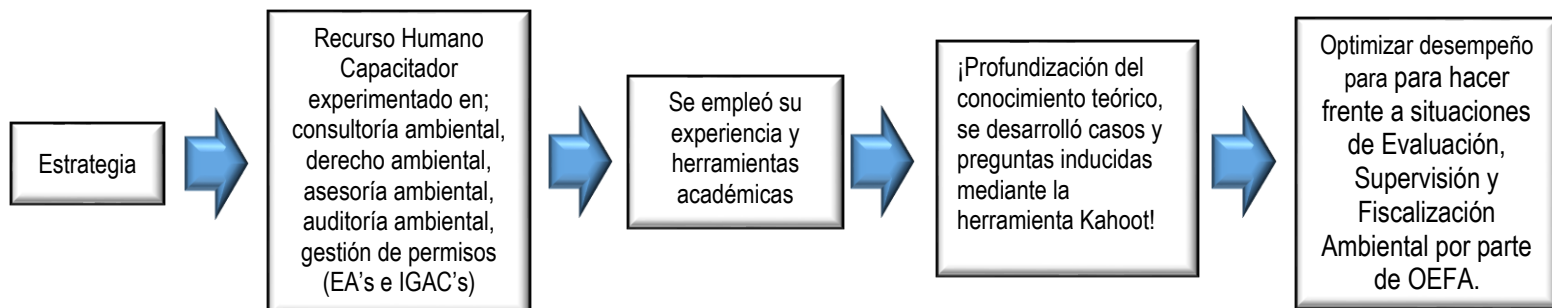 Estrategia
Recurso Humano
Capacitador
experimentado en;
consultoría ambiental,
derecho ambiental,
asesoría ambiental,
auditoría ambiental,
gestión de permisos
(EA’s e IGAC’s)
Se empleó su
experiencia y
herramientas
académicas
¡Profundización del
conocimiento teórico,
se desarrolló casos y
preguntas inducidas
mediante la
herramienta Kahoot!
Optimizar desempeño
para para hacer
frente a situaciones
de Evaluación,
Supervisión y
Fiscalización
Ambiental por parte
de OEFA.